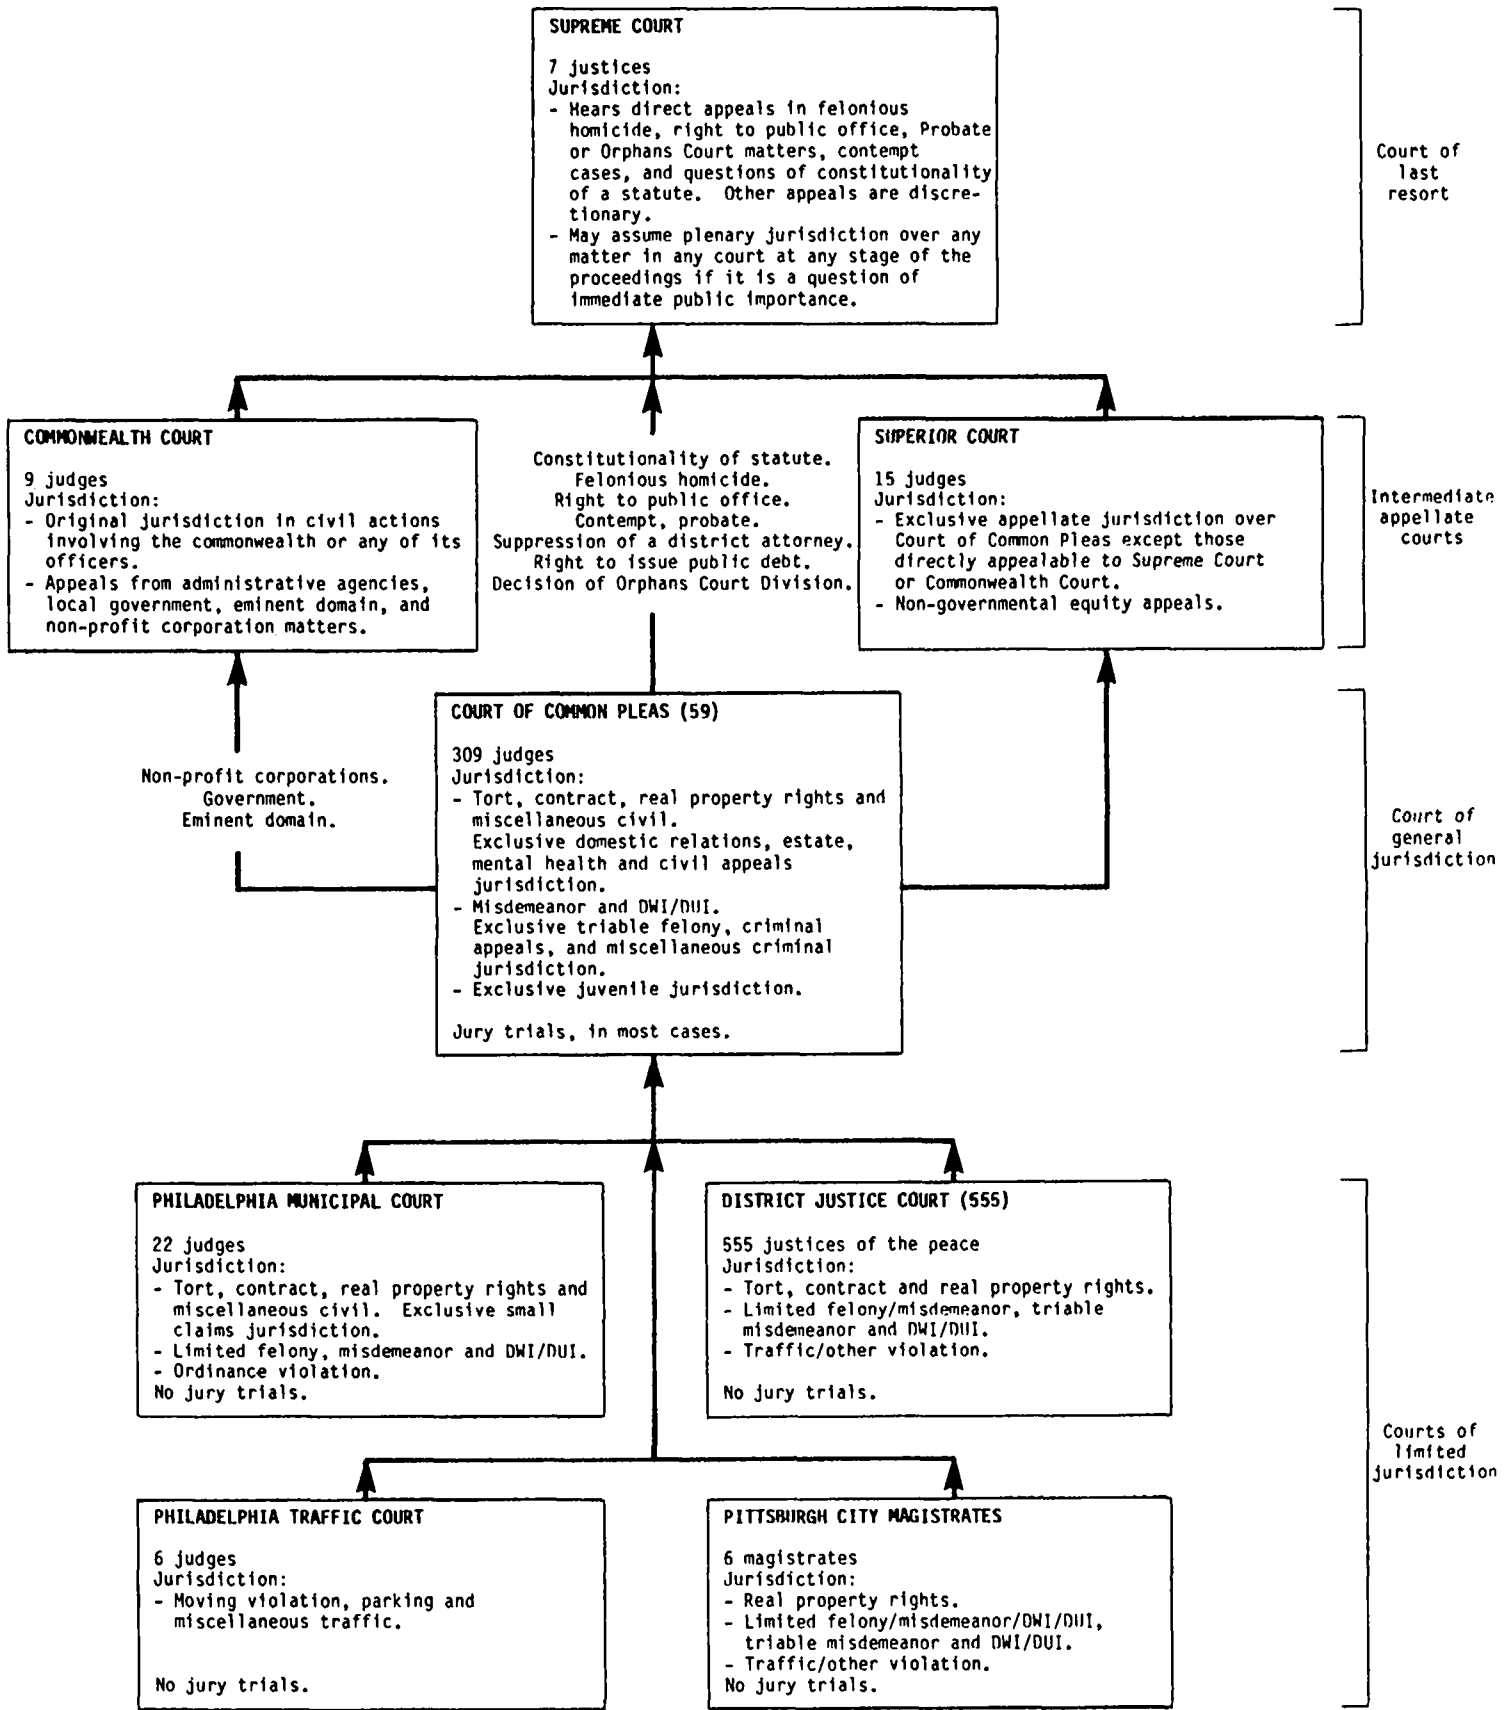 SUPREME COURT
7 justices
Jurisdiction:
- Hears direct appeals in felonious
homicide, right to public office, Probate
or Orphans Court matters, contempt
cases, and questions of constitutionality
of a statute. Other appeals are discre-
tionary.
- May assume plenary jurisdiction over any
matter in any court at any stage of the
proceedings if it is a question of
immediate public importance.
Court of
last
resort
COMMONWEALTH COURT
9 judges
Jurisdiction:
- Original jurisdiction in civil actions
involving the commonwealth or any of its
officers.
- Appeals from administrative agencies,
local government, eminent domain, and
non-profit corporation matters.
Constitutionality of statute.
Felonious homicide.
Right to public office.
Contempt, probate.
Suppression of a district attorney.
Right to issue public debt.
Decision of Orphans Court Division.
SUPERIOR COURT
15 judges
Jurisdiction:
- Exclusive appellate jurisdiction over
Court of Common Pleas except those
directly appealable to Supreme Court
or Commonwealth Court.
- Non-governmental equity appeals.
Intermediate
appellate
courts
Non-profit corporations.
Government.
Eminent domain.
COURT OF COMMON PLEAS (59)
309 judges
Jurisdiction:
- Tort, contract, real property rights and
miscellaneous civil.
Exclusive domestic relations, estate,
mental health and civil appeals
jurisdiction.
- Misdemeanor and DWI/DUI.
Exclusive triable felony, criminal
appeals, and miscellaneous criminal
jurisdiction.
- Exclusive juvenile jurisdiction.
Jury trials, in most cases.
Court of
general
jurisdiction
PHILADELPHIA MUNICIPAL COURT
22 judges
Jurisdiction:
- Tort, contract, real property rights and
miscellaneous civil. Exclusive small
claims jurisdiction.
- Limited felony, misdemeanor and DWI/DUI.
- Ordinance violation.
No jury trials.
DISTRICT JUSTICE COURT (555)
555 justices of the peace
Jurisdiction:
- Tort, contract and real property rights.
- Limited felony/misdemeanor, triable
misdemeanor and DWI/DUI.
- Traffic/other violation.
No jury trials.
Courts of
limited
jurisdiction
PHILADELPHIA TRAFFIC COURT
6 judges
Jurisdiction:
- Moving violation, parking and
miscellaneous traffic.
No jury trials.
PITTSBURGH CITY MAGISTRATES
6 magistrates
Jurisdiction:
- Real property rights.
- Limited felony/misdemeanor/DWI/DUI,
triable misdemeanor and DWI/DUI.
- Traffic/other violation.
No jury trials.